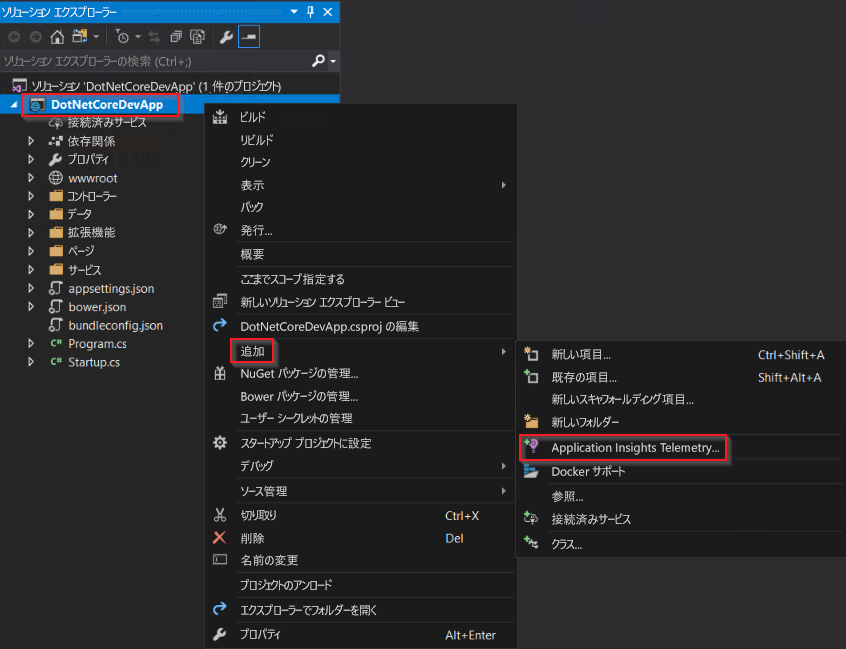 ソリューション エクスプローラー
ソリューション エクスプローラーの検索 (Ctrl+;)
ソリューション 'DotNetCoreDevApp' (1 件のプロジェクト)
DotNetCoreDevApp
接続済みサービス
依存関係
プロパティ
wwwroot
コントローラー
データ
拡張機能
ページ
サービス
appsettings.json
bower.json
bundleconfig.json
C# Program.cs
C# Startup.cs
ビルド
リビルド
クリーン
表示
パック
発行...
概要
ここまでスコープ指定する
新しいソリューション エクスプローラー ビュー
DotNetCoreDevApp.csproj の編集
追加
NuGet パッケージの管理...
Bower パッケージの管理...
ユーザー シークレットの管理
スタートアップ プロジェクトに設定
デバッグ
ソース管理
切り取り Ctrl+X
削除 Del
名前の変更
プロジェクトのアンロード
エクスプローラーでフォルダーを開く
プロパティ Alt+Enter
新しい項目... Ctrl+Shift+A
既存の項目... Shift+Alt+A
新しいスキャフォールディング項目...
新しいフォルダー
Application Insights Telemetry...
Docker サポート
参照...
接続済みサービス
クラス...